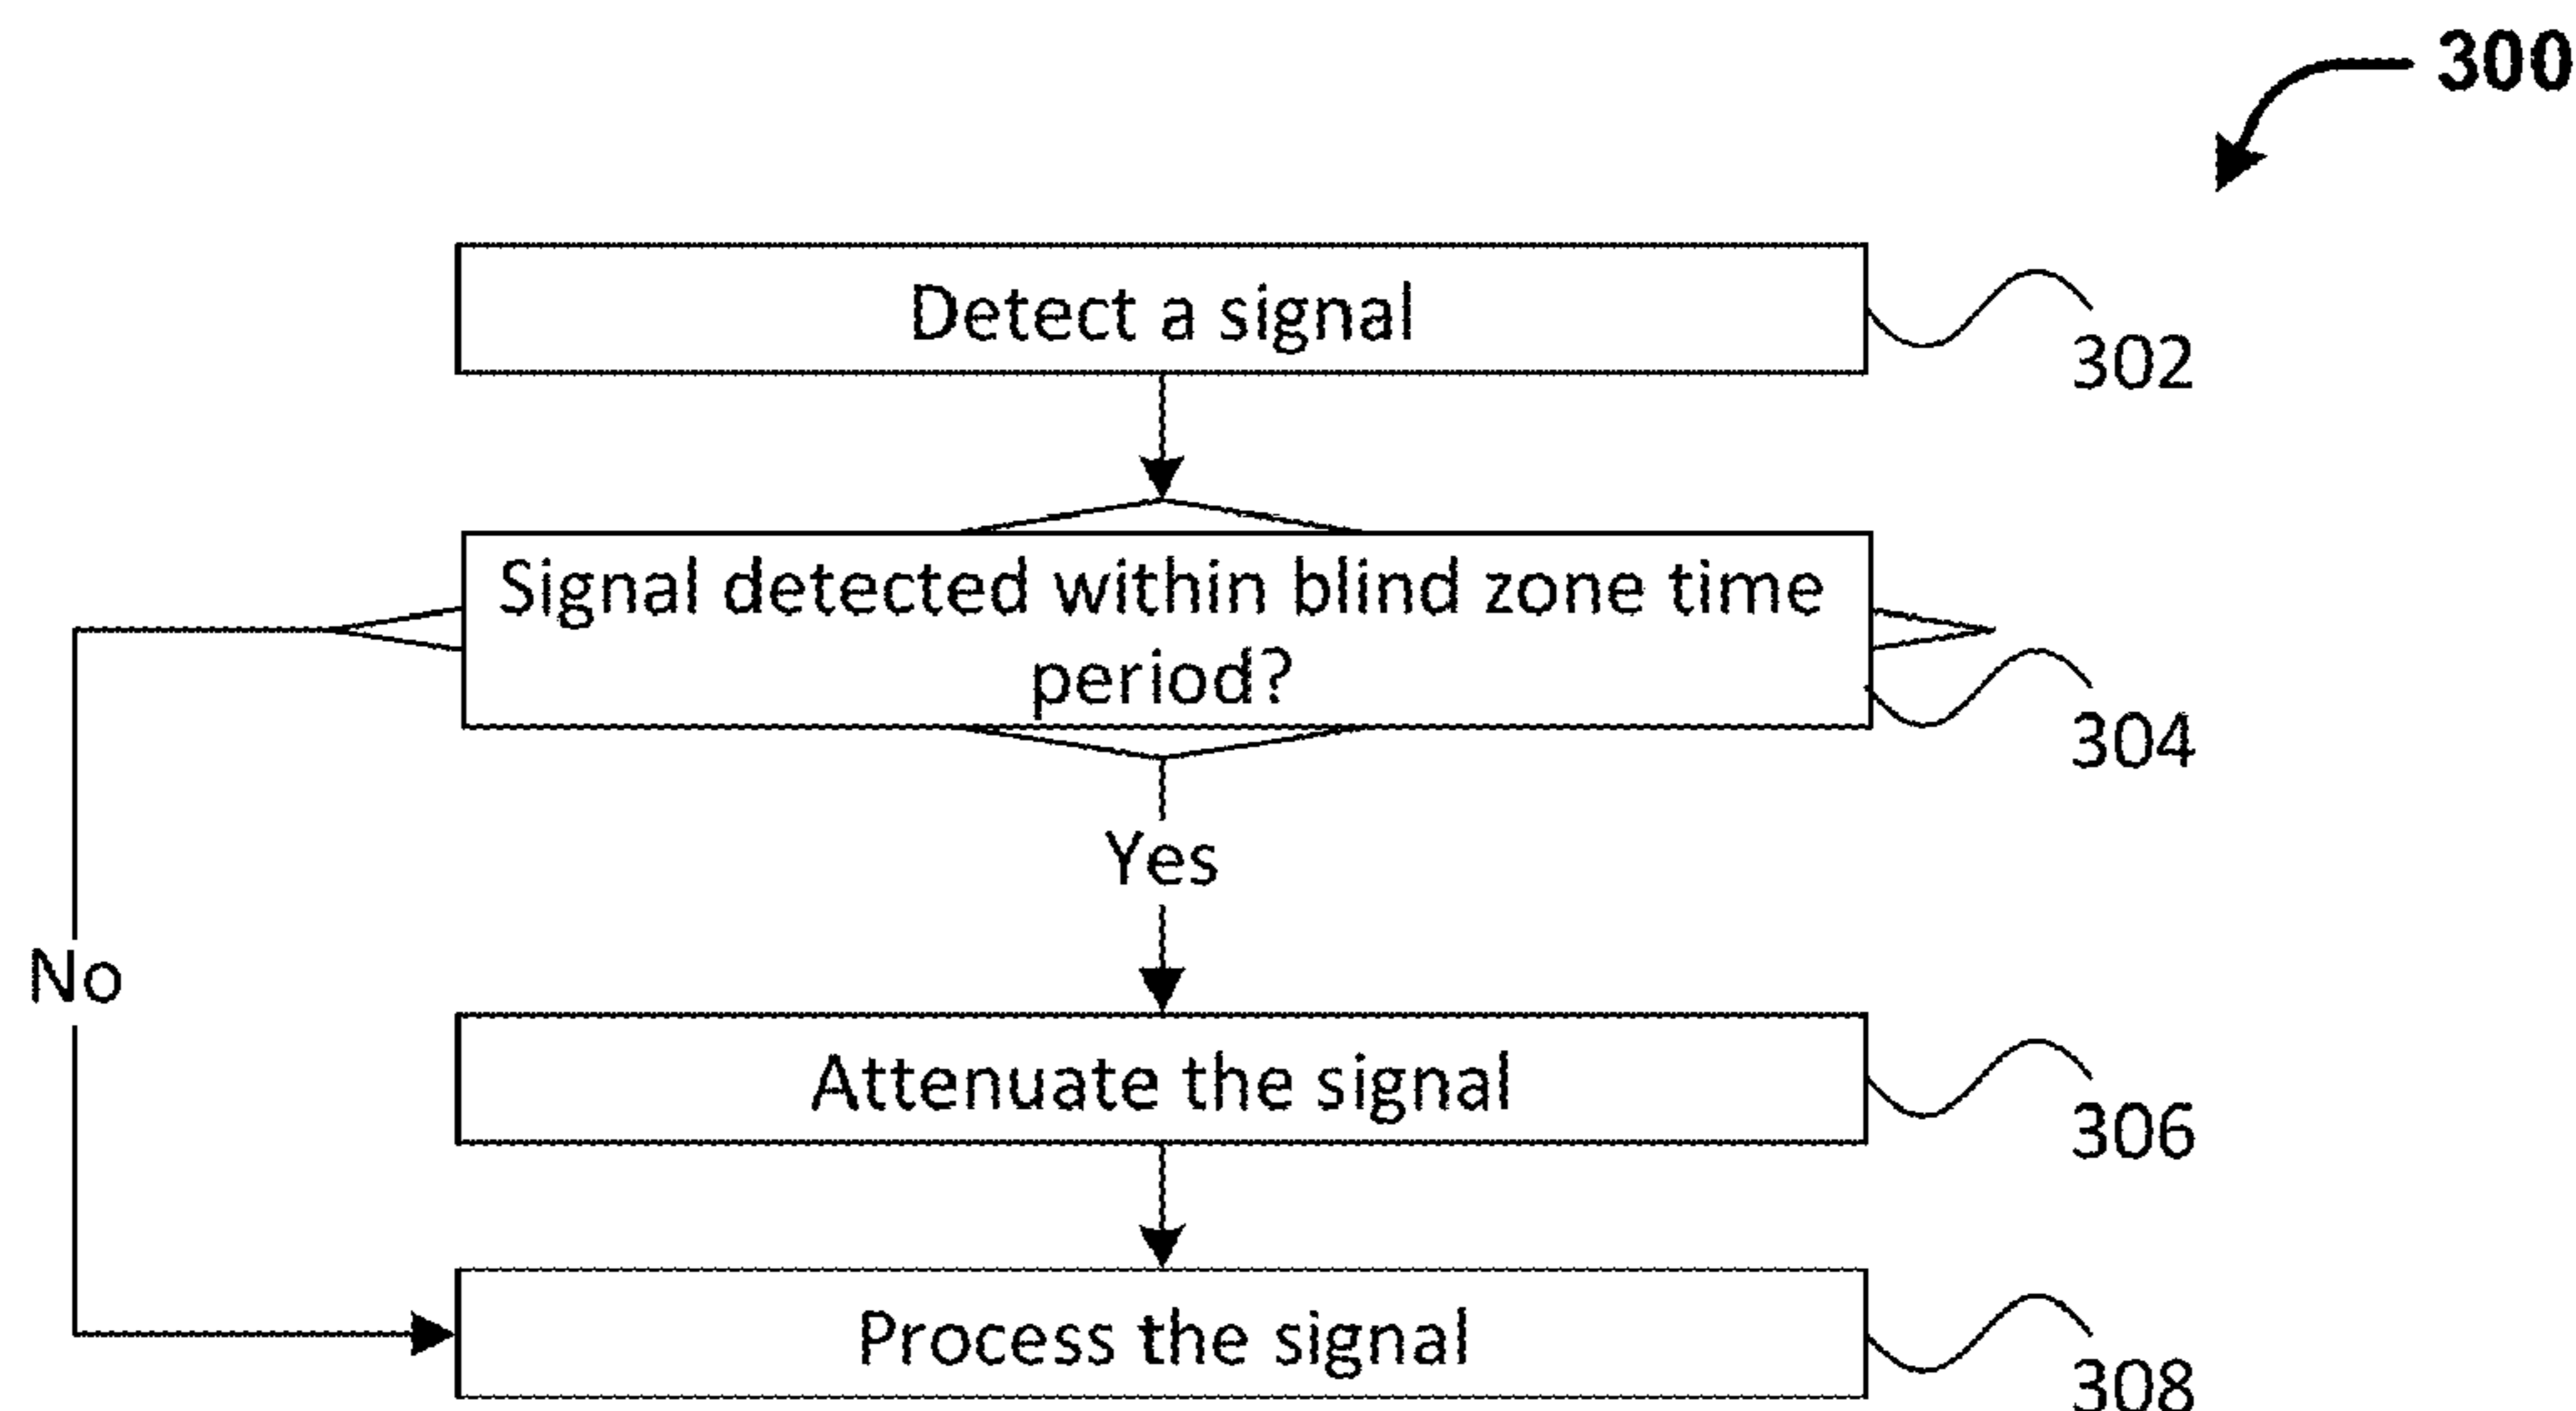 300
Detect a signal
302
Signal detected within blind zone time
period?
304
Yes
No
Attenuate the signal
306
Process the signal
308